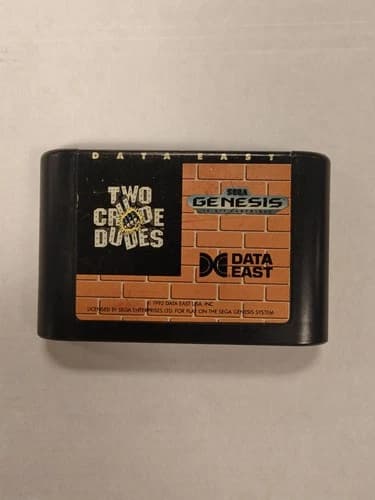 DATA EAST
TWO
CRUDE
DUDES
SEGA
GENESIS
DATA
EAST
© 1992 DATA EAST USA, INC.
LICENSED BY SEGA ENTERPRISES LTD. FOR PLAY ON THE SEGA GENESIS SYSTEM